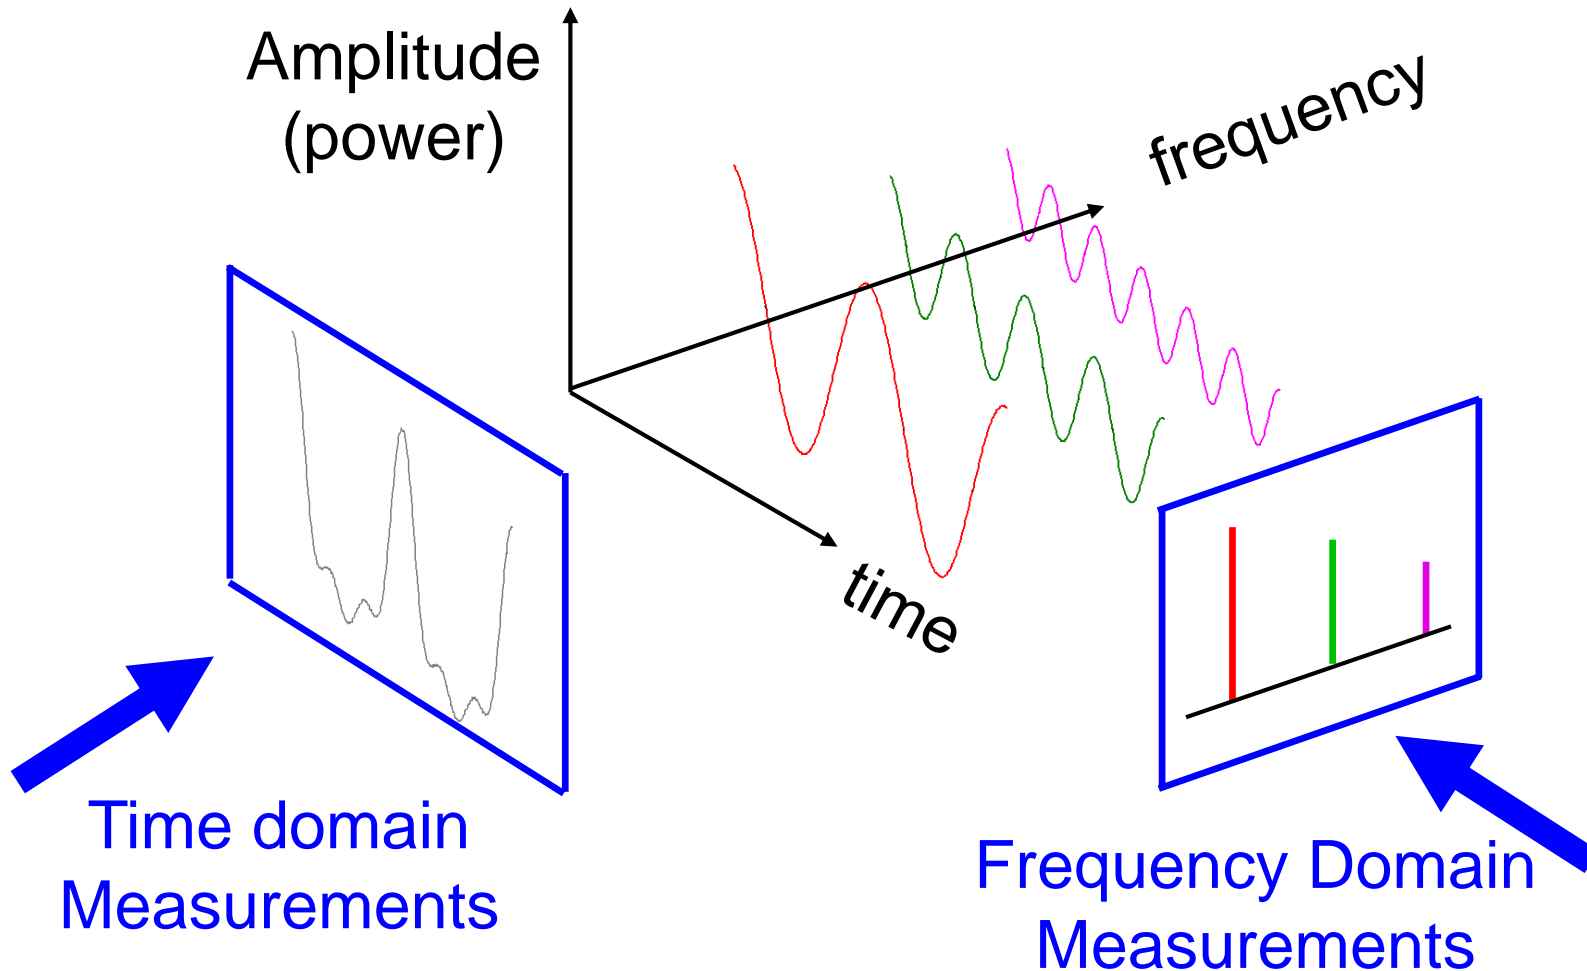 Amplitude
(power)
frequency
time
Time domain
Measurements
Frequency Domain
Measurements